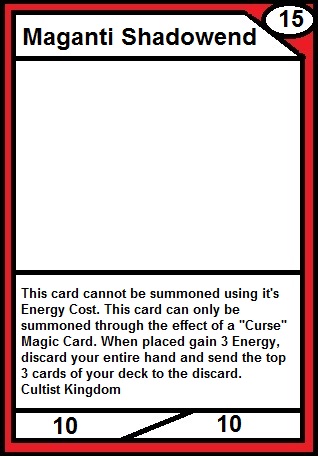 15
Maganti Shadowend
This card cannot be summoned using it's
Energy Cost. This card can only be
summoned through the effect of a "Curse"
Magic Card. When placed gain 3 Energy,
discard your entire hand and send the top
3 cards of your deck to the discard.
Cultist Kingdom
10
10